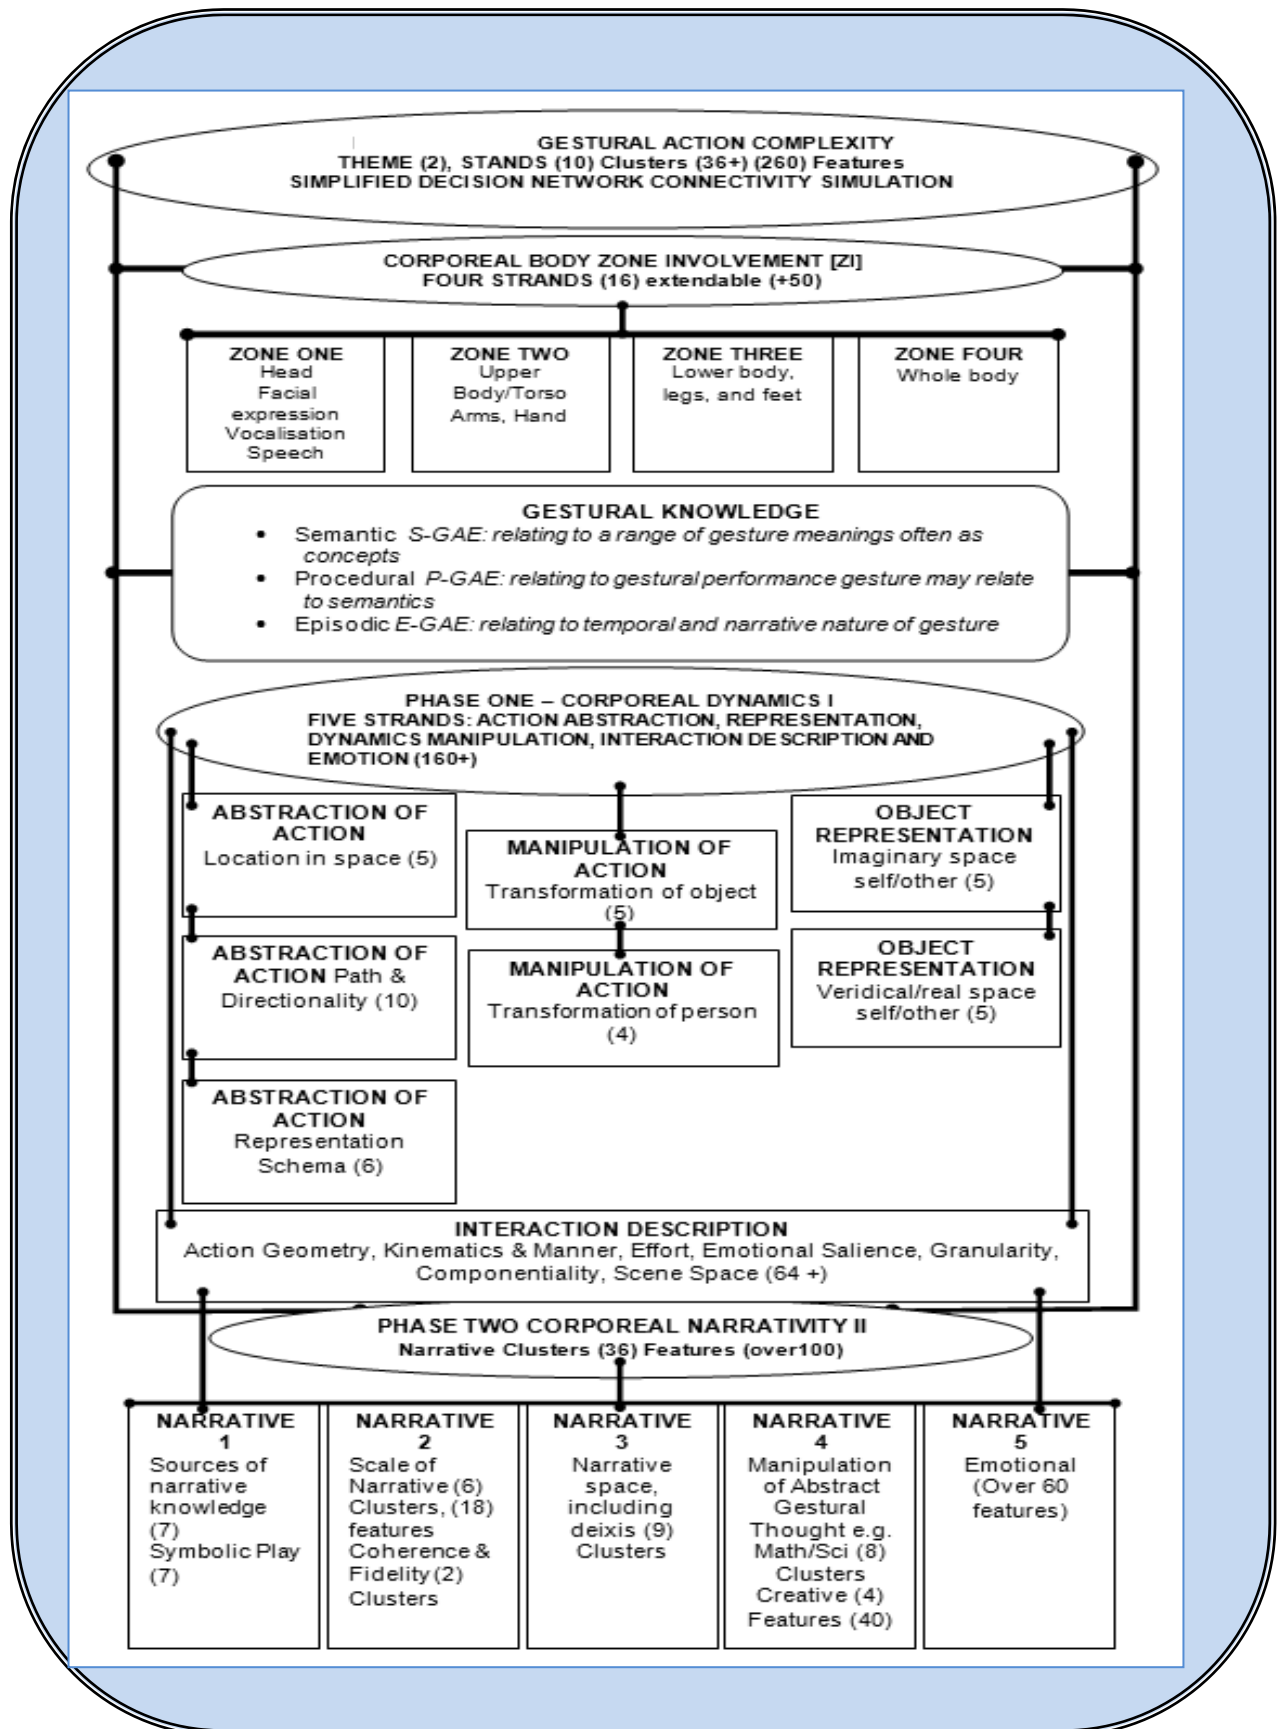 GESTURAL ACTION COMPLEXITY
THEME (2), STANDS (10) Clusters (36+) (260) Features
SIMPLIFIED DECISION NETWORK CONNECTIVITY SIMULATION
CORPOREAL BODY ZONE INVOLVEMENT [ZI]
FOUR STRANDS (16) extendable (+50)
ZONE ONE
Head
Facial
expression
Vocalisation
Speech
ZONE TWO
Upper
Body/Torso
Arms, Hand
ZONE THREE
Lower body,
legs, and feet
ZONE FOUR
Whole body
GESTURAL KNOWLEDGE
• Semantic S-GAE: relating to a range of gesture meanings often as
concepts
• Procedural P-GAE: relating to gestural performance gesture may relate
to semantics
• Episodic E-GAE: relating to temporal and narrative nature of gesture
PHASE ONE – CORPOREAL DYNAMICS I
FIVE STRANDS: ACTION ABSTRACTION, REPRESENTATION,
DYNAMICS MANIPULATION, INTERACTION DESCRIPTION AND
EMOTION (160+)
ABSTRACTION OF
ACTION
Location in space (5)
ABSTRACTION OF
ACTION Path &
Directionality (10)
ABSTRACTION OF
ACTION
Representation
Schema (6)
MANIPULATION OF
ACTION
Transformation of object
(5)
MANIPULATION OF
ACTION
Transformation of person
(4)
OBJECT
REPRESENTATION
Imaginary space
self/other (5)
OBJECT
REPRESENTATION
Veridical/real space
self/other (5)
INTERACTION DESCRIPTION
Action Geometry, Kinematics & Manner, Effort, Emotional Salience, Granularity,
Componentiality, Scene Space (64 +)
PHASE TWO CORPOREAL NARRATIVITY II
Narrative Clusters (36) Features (over100)
NARRATIVE
1
Sources of
narrative
knowledge
(7)
Symbolic Play
(7)
NARRATIVE
2
Scale of
Narrative (6)
Clusters, (18)
features
Coherence &
Fidelity (2)
Clusters
NARRATIVE
3
Narrative
space,
including
deixis (9)
Clusters
NARRATIVE
4
Manipulation
of Abstract
Gestural
Thought e.g.
Math/Sci (8)
Clusters
Creative (4)
Features (40)
NARRATIVE
5
Emotional
(Over 60
features)